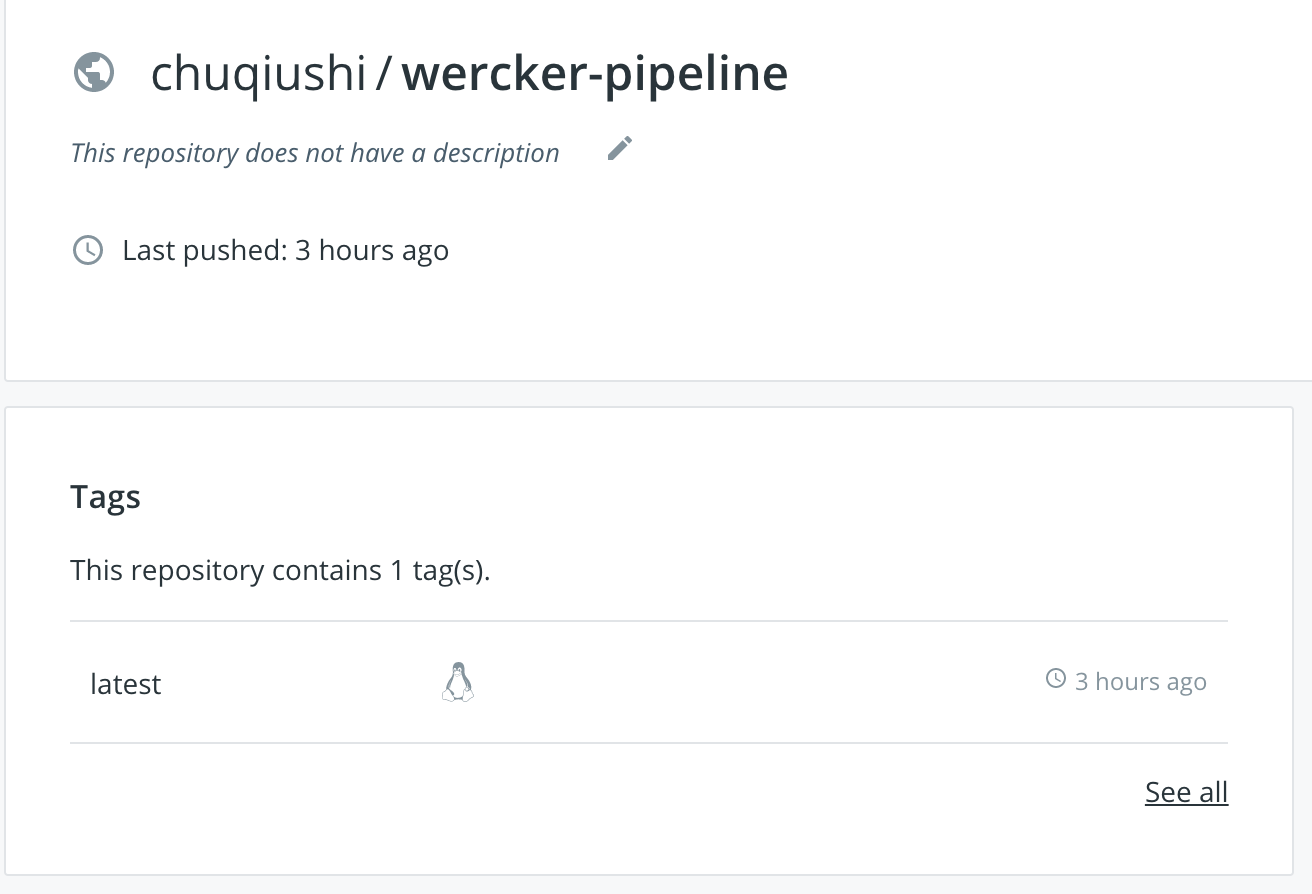 chuqiushi / wercker-pipeline
This repository does not have a description
Last pushed: 3 hours ago
Tags
This repository contains 1 tag(s).
latest 3 hours ago
See all